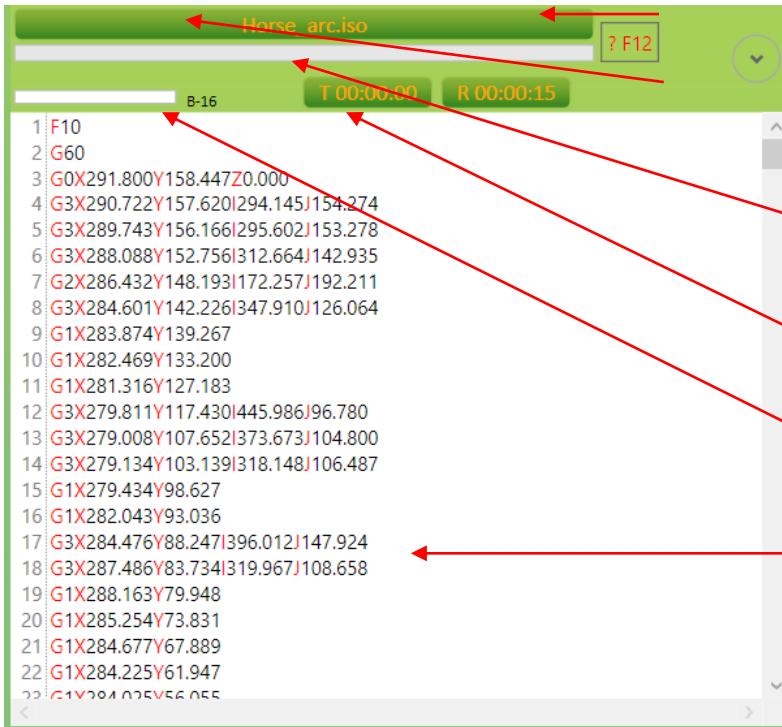 Horse_arc.iso
? F12
B-16
T 00:00:00
R 00:00:15
1 F10
2 G60
3 G0X291.800Y158.447Z0.000
4 G3X290.722Y157.620I294.145J154.274
5 G3X289.743Y156.166I295.602J153.278
6 G3X288.088Y152.756I312.664J142.935
7 G2X286.432Y148.193I172.257J192.211
8 G3X284.601Y142.226I347.910J126.064
9 G1X283.874Y139.267
10 G1X282.469Y133.200
11 G1X281.316Y127.183
12 G3X279.811Y117.430I445.986J96.780
13 G3X279.008Y107.652I373.673J104.800
14 G3X279.134Y103.139I318.148J106.487
15 G1X279.434Y98.627
16 G1X282.043Y93.036
17 G3X284.476Y88.247I396.012J147.924
18 G3X287.486Y83.734I319.967J108.658
19 G1X288.163Y79.948
20 G1X285.254Y73.831
21 G1X284.677Y67.889
22 G1X284.225Y61.947
23 G1X284.025Y56.055